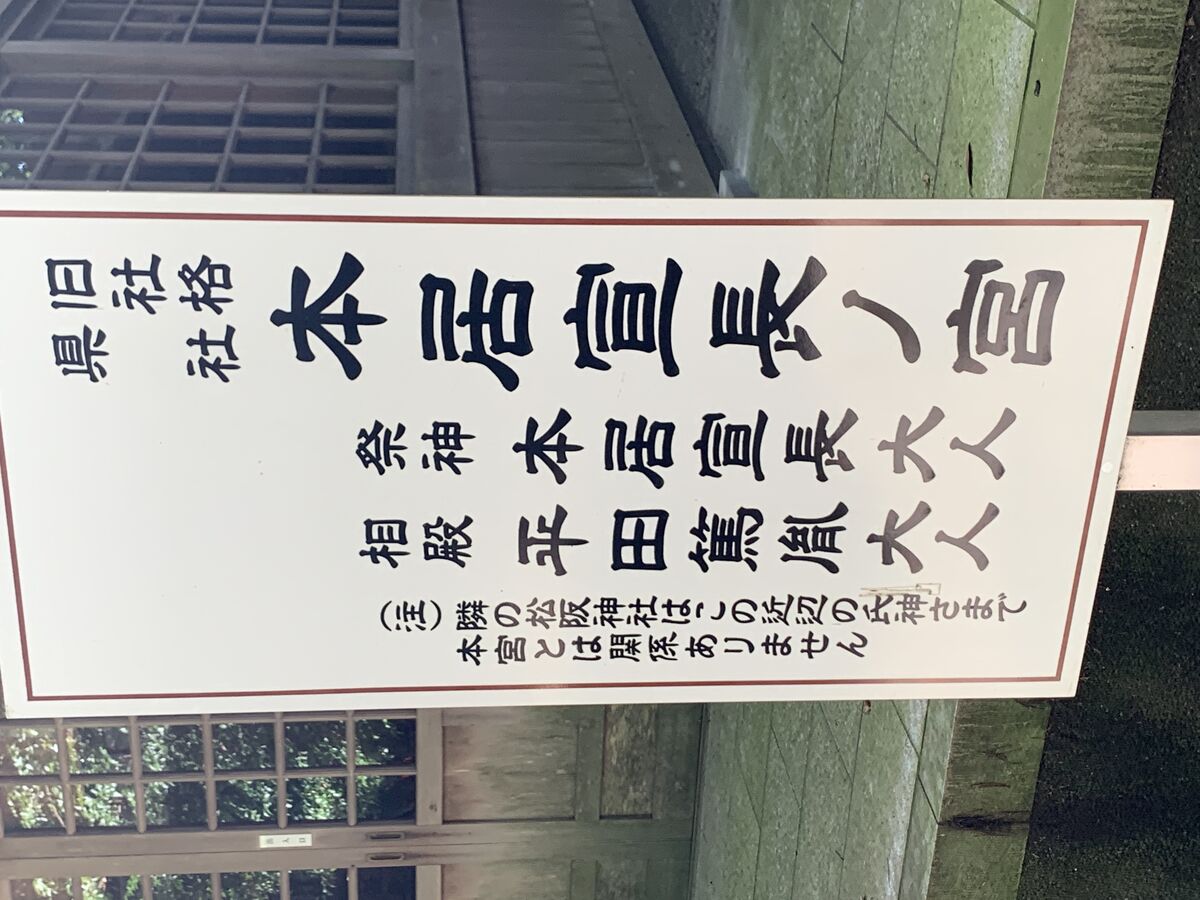 旧社格
県社
本居宣長ノ宮
祭神 本居宣長大人
相殿 平田篤胤大人
(注)隣の松阪神社はこの近辺の氏神さまで
本宮とは関係ありません